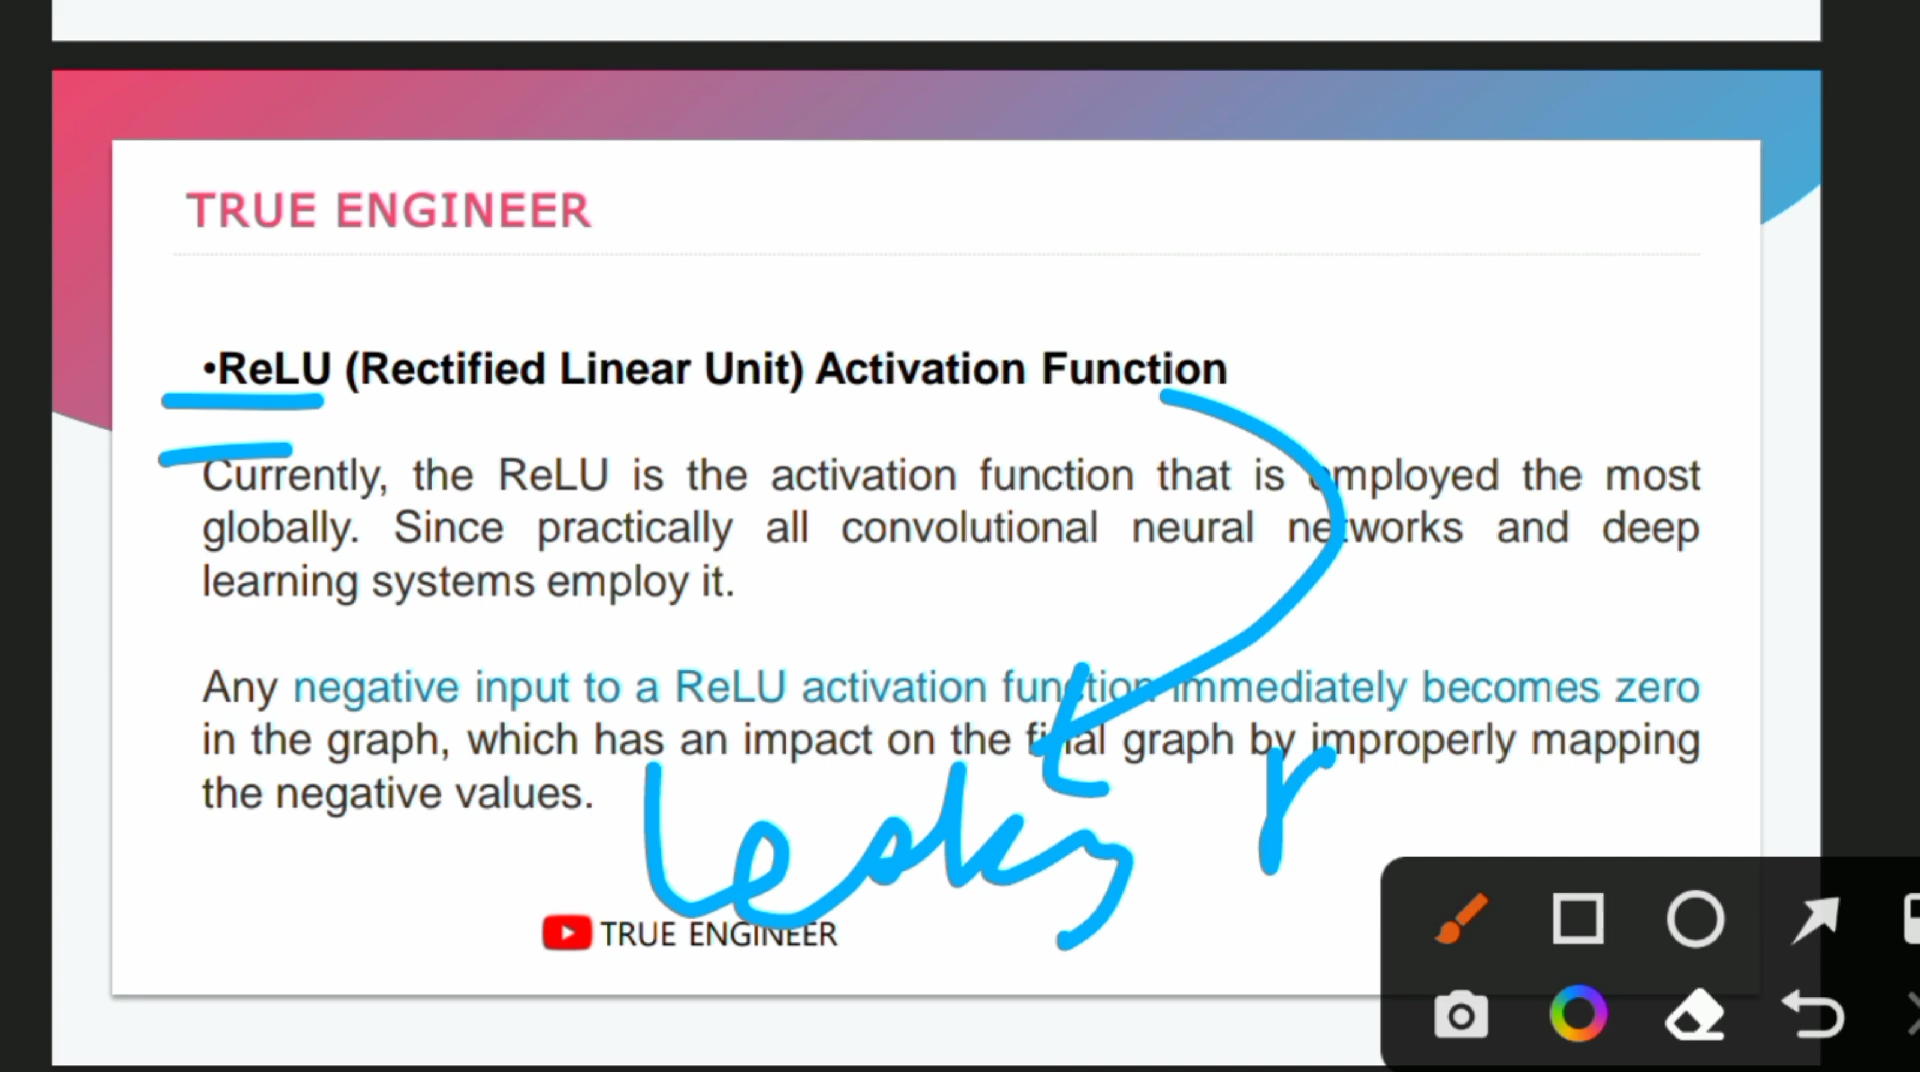 TRUE ENGINEER
•ReLU (Rectified Linear Unit) Activation Function
Currently, the ReLU is the activation function that is employed the most
globally. Since practically all convolutional neural networks and deep
learning systems employ it.
Any negative input to a ReLU activation function immediately becomes zero
in the graph, which has an impact on the final graph by improperly mapping
the negative values.
leaky r
TRUE ENGINEER